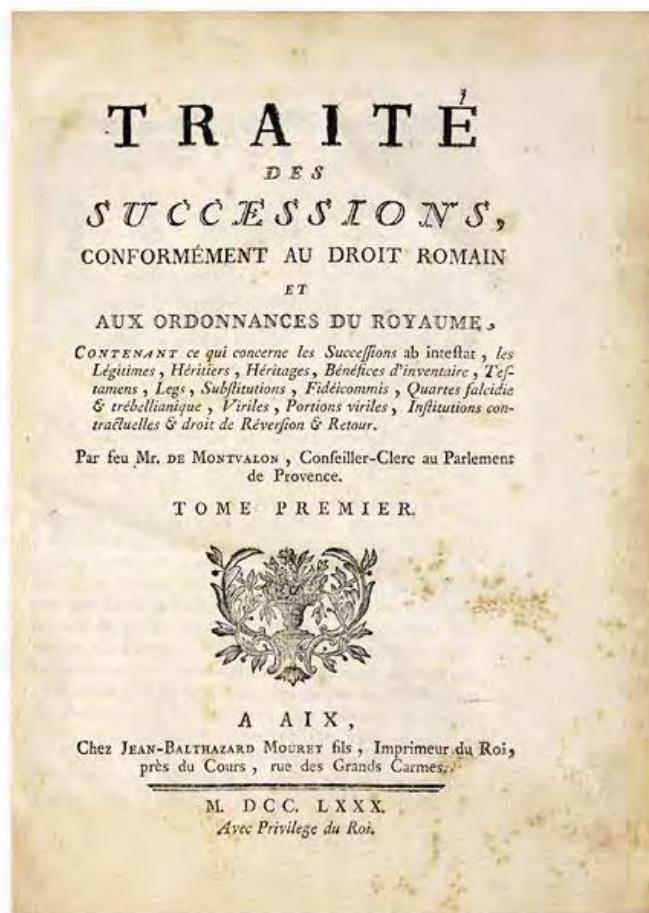 TRAITÉ
DES
SUCCESSIONS,
CONFORMÉMENT AU DROIT ROMAIN
ET
AUX ORDONNANCES DU ROYAUME,
CONTENANT ce qui concerne les Succeſſions ab inteſtat, les
Légitimes, Héritiers, Héritages, Bénéfices d'inventaire, Teſ-
tamens, Legs, Subſtitutions, Fidéicommis, Quartes falcidie
& trébellianique, Viriles, Portions viriles, Inſtitutions con-
tractuelles & droit de Réverſion & Retour.
Par feu Mr. DE MONTVALON, Conſeiller-Clerc au Parlement
de Provence.
TOME PREMIER.
A AIX,
Chez JEAN-BALTHAZARD MOURET fils, Imprimeur du Roi,
près du Cours, rue des Grands Carmes.
M. DCC. LXXX.
Avec Privilege du Roi.